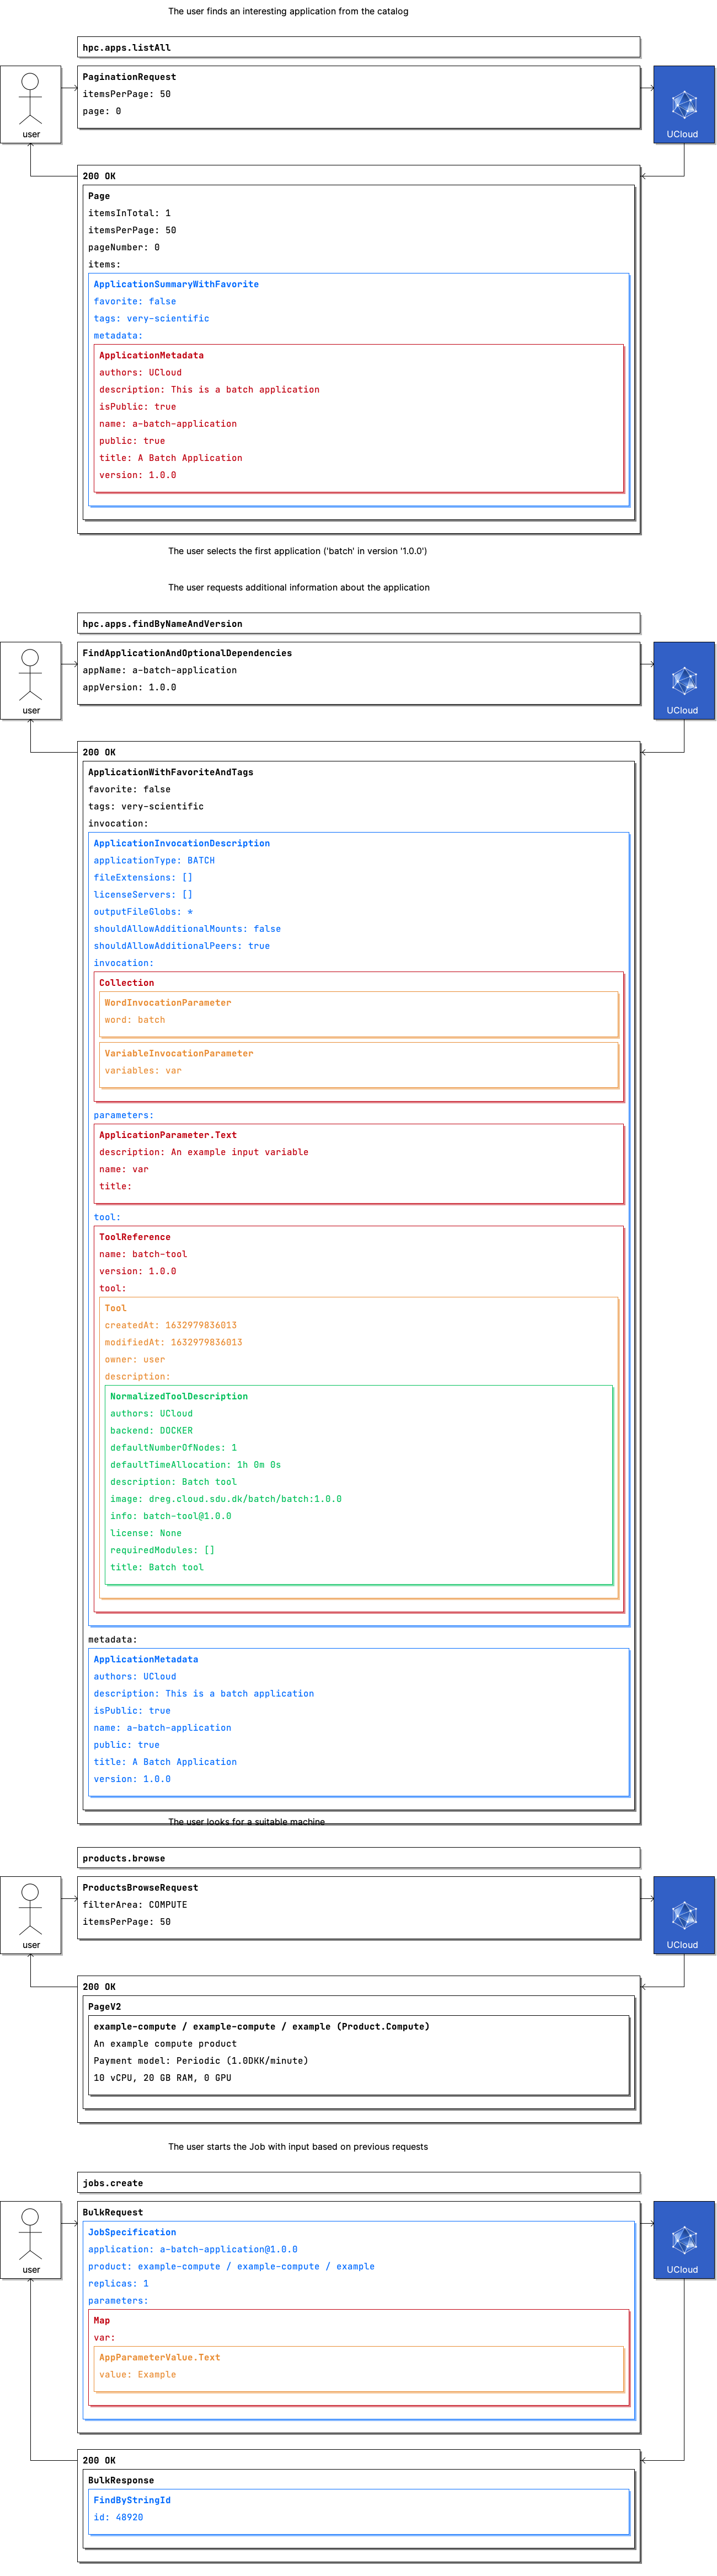 The user finds an interesting application from the catalog
hpc.apps.listAll
PaginationRequest
itemsPerPage: 50
page: 0
user
UCloud
200 OK
Page
itemsInTotal: 1
itemsPerPage: 50
pageNumber: 0
items:
ApplicationSummaryWithFavorite
favorite: false
tags: very-scientific
metadata:
ApplicationMetadata
authors: UCloud
description: This is a batch application
isPublic: true
name: a-batch-application
public: true
title: A Batch Application
version: 1.0.0
The user selects the first application ('batch' in version '1.0.0')
The user requests additional information about the application
hpc.apps.findByNameAndVersion
FindApplicationAndOptionalDependencies
appName: a-batch-application
appVersion: 1.0.0
user
UCloud
200 OK
ApplicationWithFavoriteAndTags
favorite: false
tags: very-scientific
invocation:
ApplicationInvocationDescription
applicationType: BATCH
fileExtensions: []
licenseServers: []
outputFileGlobs: *
shouldAllowAdditionalMounts: false
shouldAllowAdditionalPeers: true
invocation:
Collection
WordInvocationParameter
word: batch
VariableInvocationParameter
variables: var
parameters:
ApplicationParameter.Text
description: An example input variable
name: var
title:
tool:
ToolReference
name: batch-tool
version: 1.0.0
tool:
Tool
createdAt: 1632979836013
modifiedAt: 1632979836013
owner: user
description:
NormalizedToolDescription
authors: UCloud
backend: DOCKER
defaultNumberOfNodes: 1
defaultTimeAllocation: 1h 0m 0s
description: Batch tool
image: dreg.cloud.sdu.dk/batch/batch:1.0.0
info: batch-tool@1.0.0
license: None
requiredModules: []
title: Batch tool
metadata:
ApplicationMetadata
authors: UCloud
description: This is a batch application
isPublic: true
name: a-batch-application
public: true
title: A Batch Application
version: 1.0.0
The user looks for a suitable machine
products.browse
ProductsBrowseRequest
filterArea: COMPUTE
itemsPerPage: 50
user
UCloud
200 OK
PageV2
example-compute / example-compute / example (Product.Compute)
An example compute product
Payment model: Periodic (1.0DKK/minute)
10 vCPU, 20 GB RAM, 0 GPU
The user starts the Job with input based on previous requests
jobs.create
BulkRequest
JobSpecification
application: a-batch-application@1.0.0
product: example-compute / example-compute / example
replicas: 1
parameters:
Map
var:
AppParameterValue.Text
value: Example
user
UCloud
200 OK
BulkResponse
FindByStringId
id: 48920